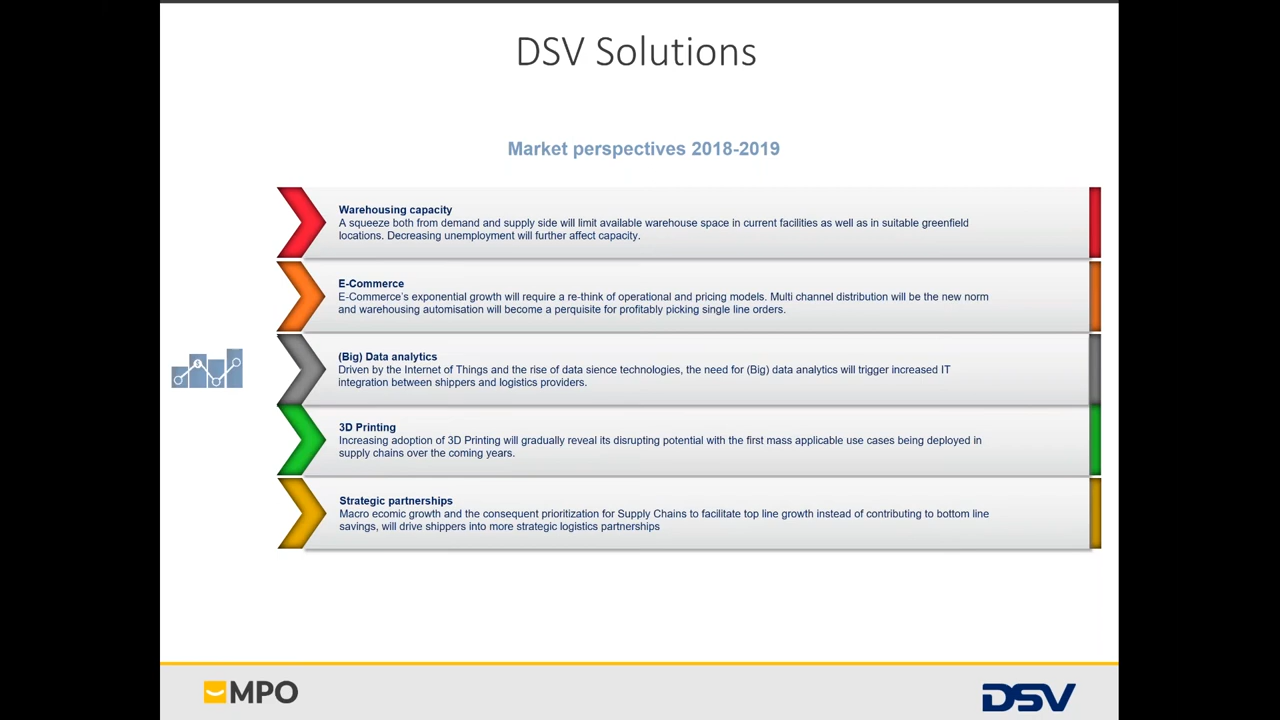 DSV Solutions
Market perspectives 2018-2019
Warehousing capacity
A squeeze both from demand and supply side will limit available warehouse space in current facilities as well as in suitable greenfield
locations. Decreasing unemployment will further affect capacity.
E-Commerce
E-Commerce's exponential growth will require a re-think of operational and pricing models. Multi channel distribution will be the new norm
and warehousing automisation will become a perquisite for profitably picking single line orders.
(Big) Data analytics
Driven by the Internet of Things and the rise of data sience technologies, the need for (Big) data analytics will trigger increased IT
integration between shippers and logistics providers.
3D Printing
Increasing adoption of 3D Printing will gradually reveal its disrupting potential with the first mass applicable use cases being deployed in
supply chains over the coming years.
Strategic partnerships
Macro ecomic growth and the consequent prioritization for Supply Chains to facilitate top line growth instead of contributing to bottom line
savings, will drive shippers into more strategic logistics partnerships
MPO
DSV